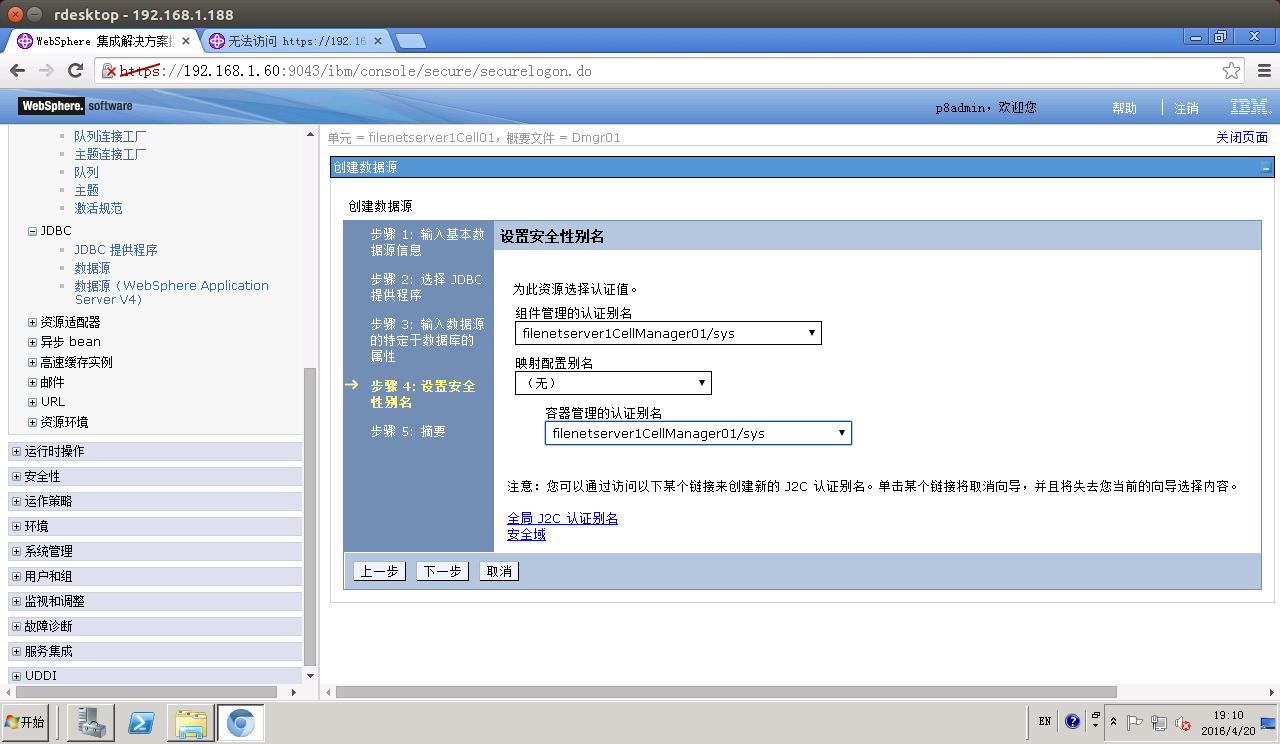 rdesktop - 192.168.1.188
WebSphere 集成解决方案
无法访问 https://192.16
https://192.168.1.60:9043/ibm/console/secure/securelogon.do
WebSphere. software
p8admin，欢迎您
帮助
注销
IBM.
队列连接工厂
主题连接工厂
队列
主题
激活规范
JDBC
JDBC 提供程序
数据源
数据源（WebSphere Application
Server V4）
资源适配器
异步 bean
高速缓存实例
邮件
URL
资源环境
运行时操作
安全性
运作策略
环境
系统管理
用户和组
监视和调整
故障诊断
服务集成
UDDI
单元 = filenetserver1Cell01，概要文件 = Dmgr01
关闭页面
创建数据源
创建数据源
步骤 1：输入基本数
据源信息
步骤 2：选择 JDBC
提供程序
步骤 3：输入数据源
的特定于数据库的
属性
步骤 4：设置安全
性别名
步骤 5：摘要
设置安全性别名
为此资源选择认证值。
组件管理的认证别名
filenetserver1CellManager01/sys
映射配置别名
（无）
容器管理的认证别名
filenetserver1CellManager01/sys
注意：您可以通过访问以下某个链接来创建新的 J2C 认证别名。单击某个链接将取消向导，并且将失去您当前的向导选择内容。
全局 J2C 认证别名
安全域
上一步
下一步
取消
开始
EN
19:10
2016/4/20